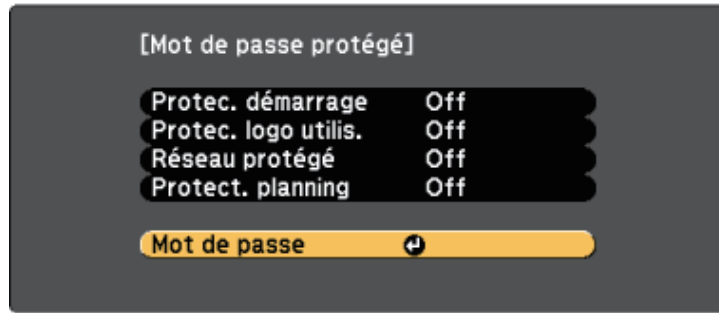 [Mot de passe protégé]
Protec. démarrage Off
Protec. logo utilis. Off
Réseau protégé Off
Protect. planning Off
Mot de passe